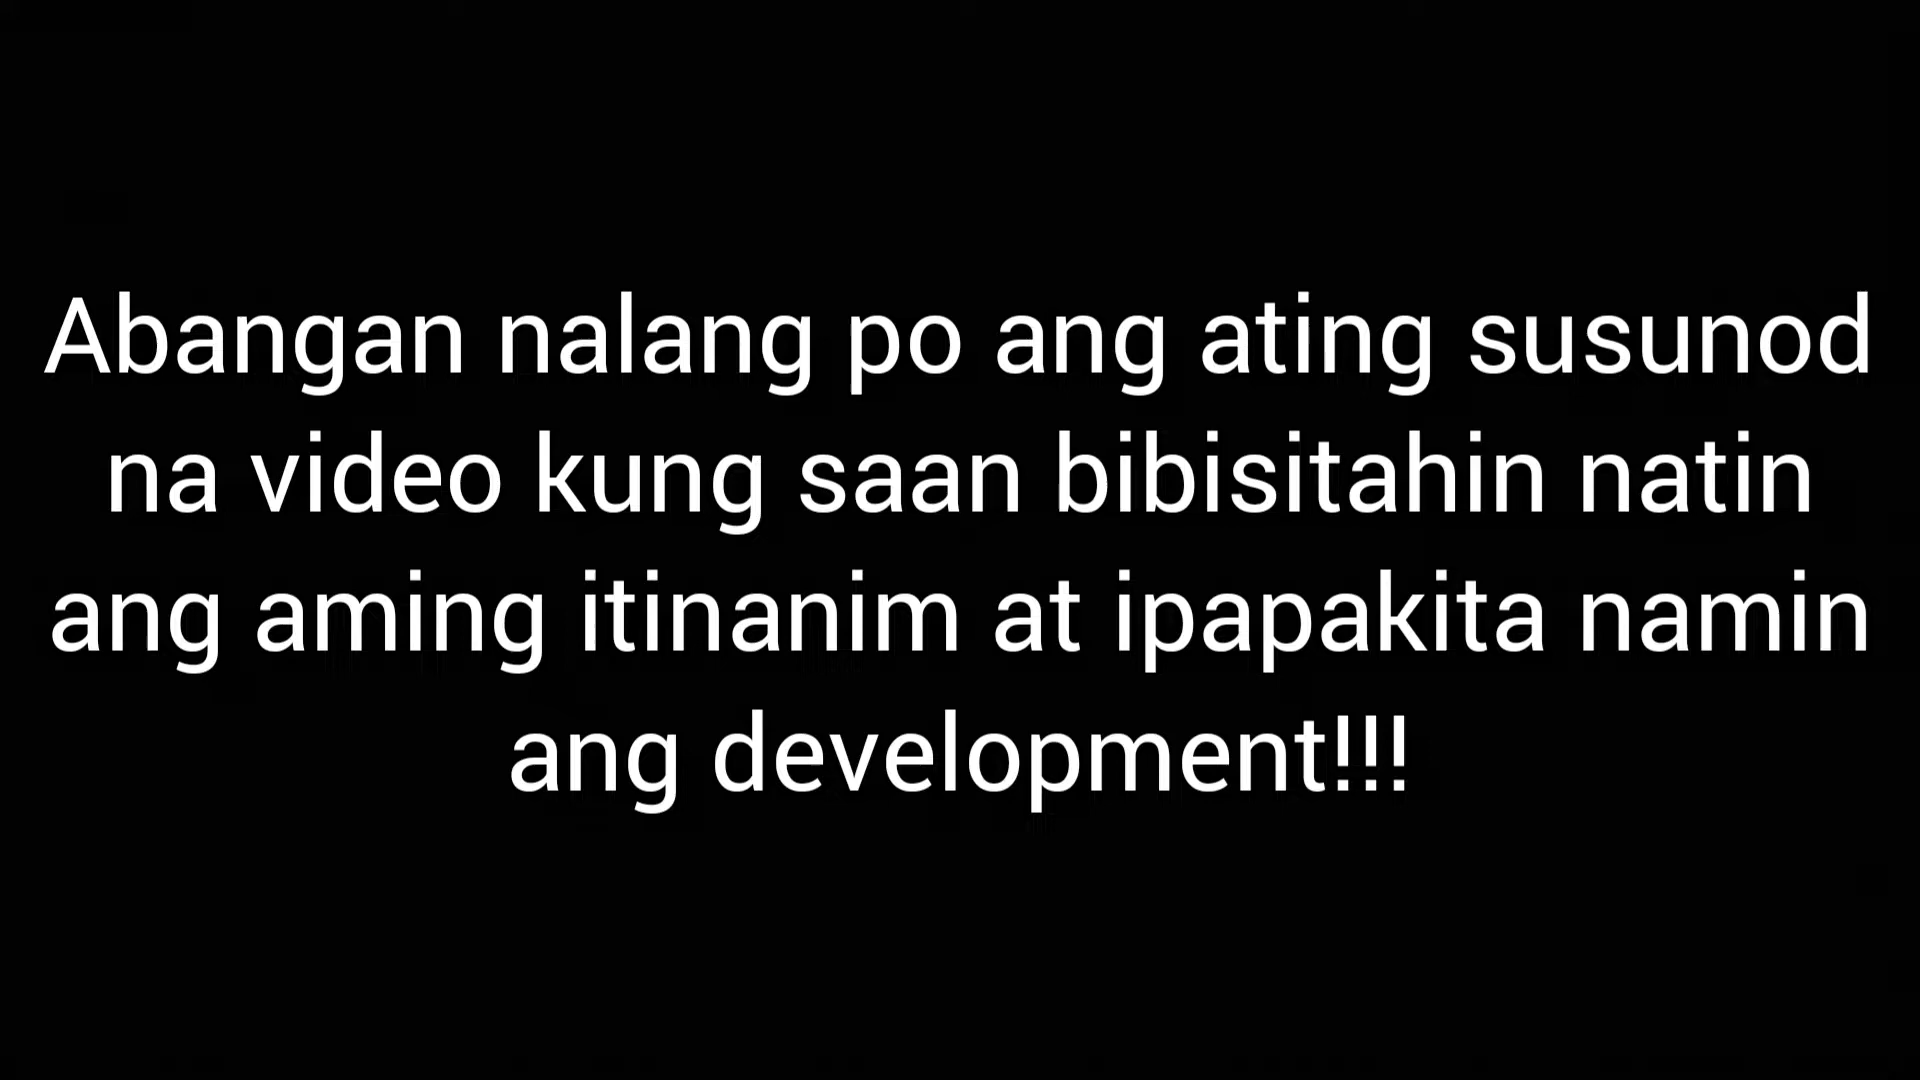 Abangan nalang po ang ating susunod
na video kung saan bibisitahin natin
ang aming itinanim at ipapakita namin
ang development!!!